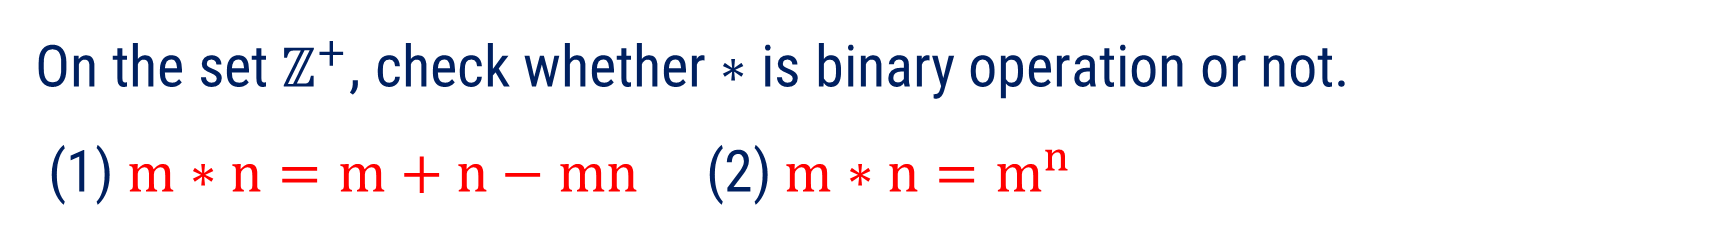 On the set ℤ⁺, check whether ∗ is binary operation or not.
(1) m ∗ n = m + n − mn (2) m ∗ n = mⁿ